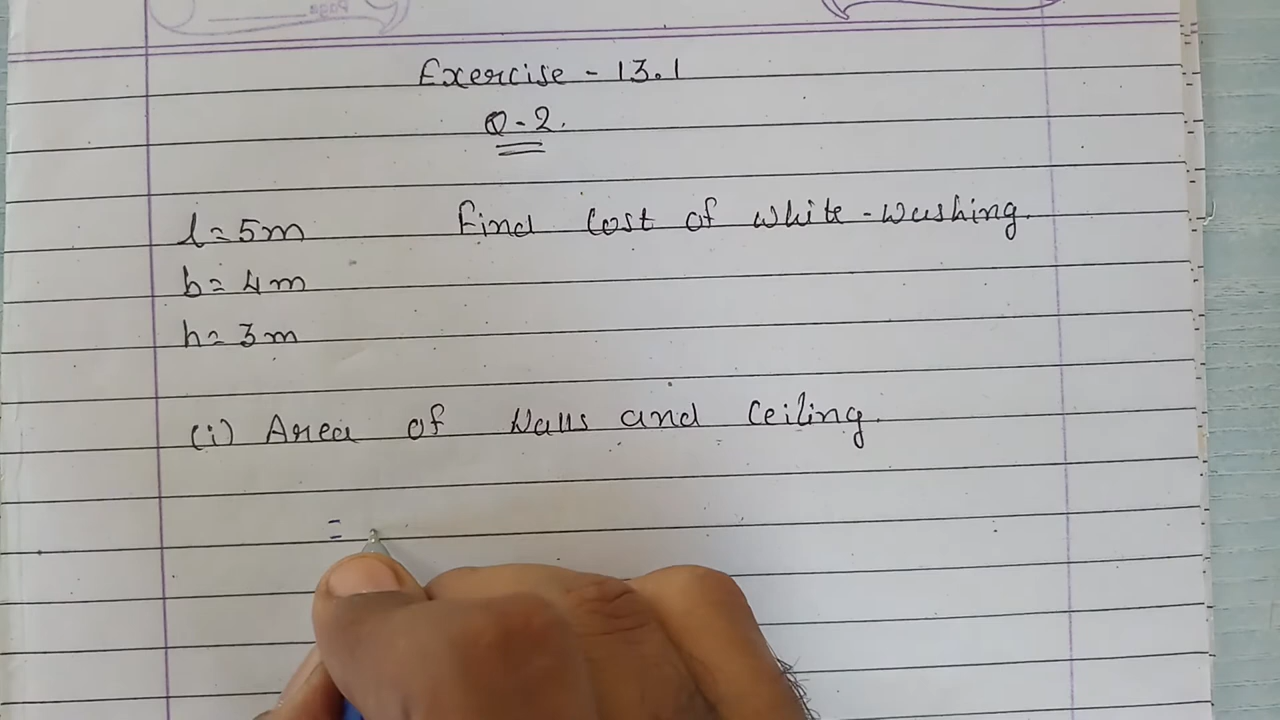 Exercise - 13.1
Q-2.
l=5m Find Cost of white-washing.
b= 4m
h= 3m
(i) Area of Walls and Ceiling.
=